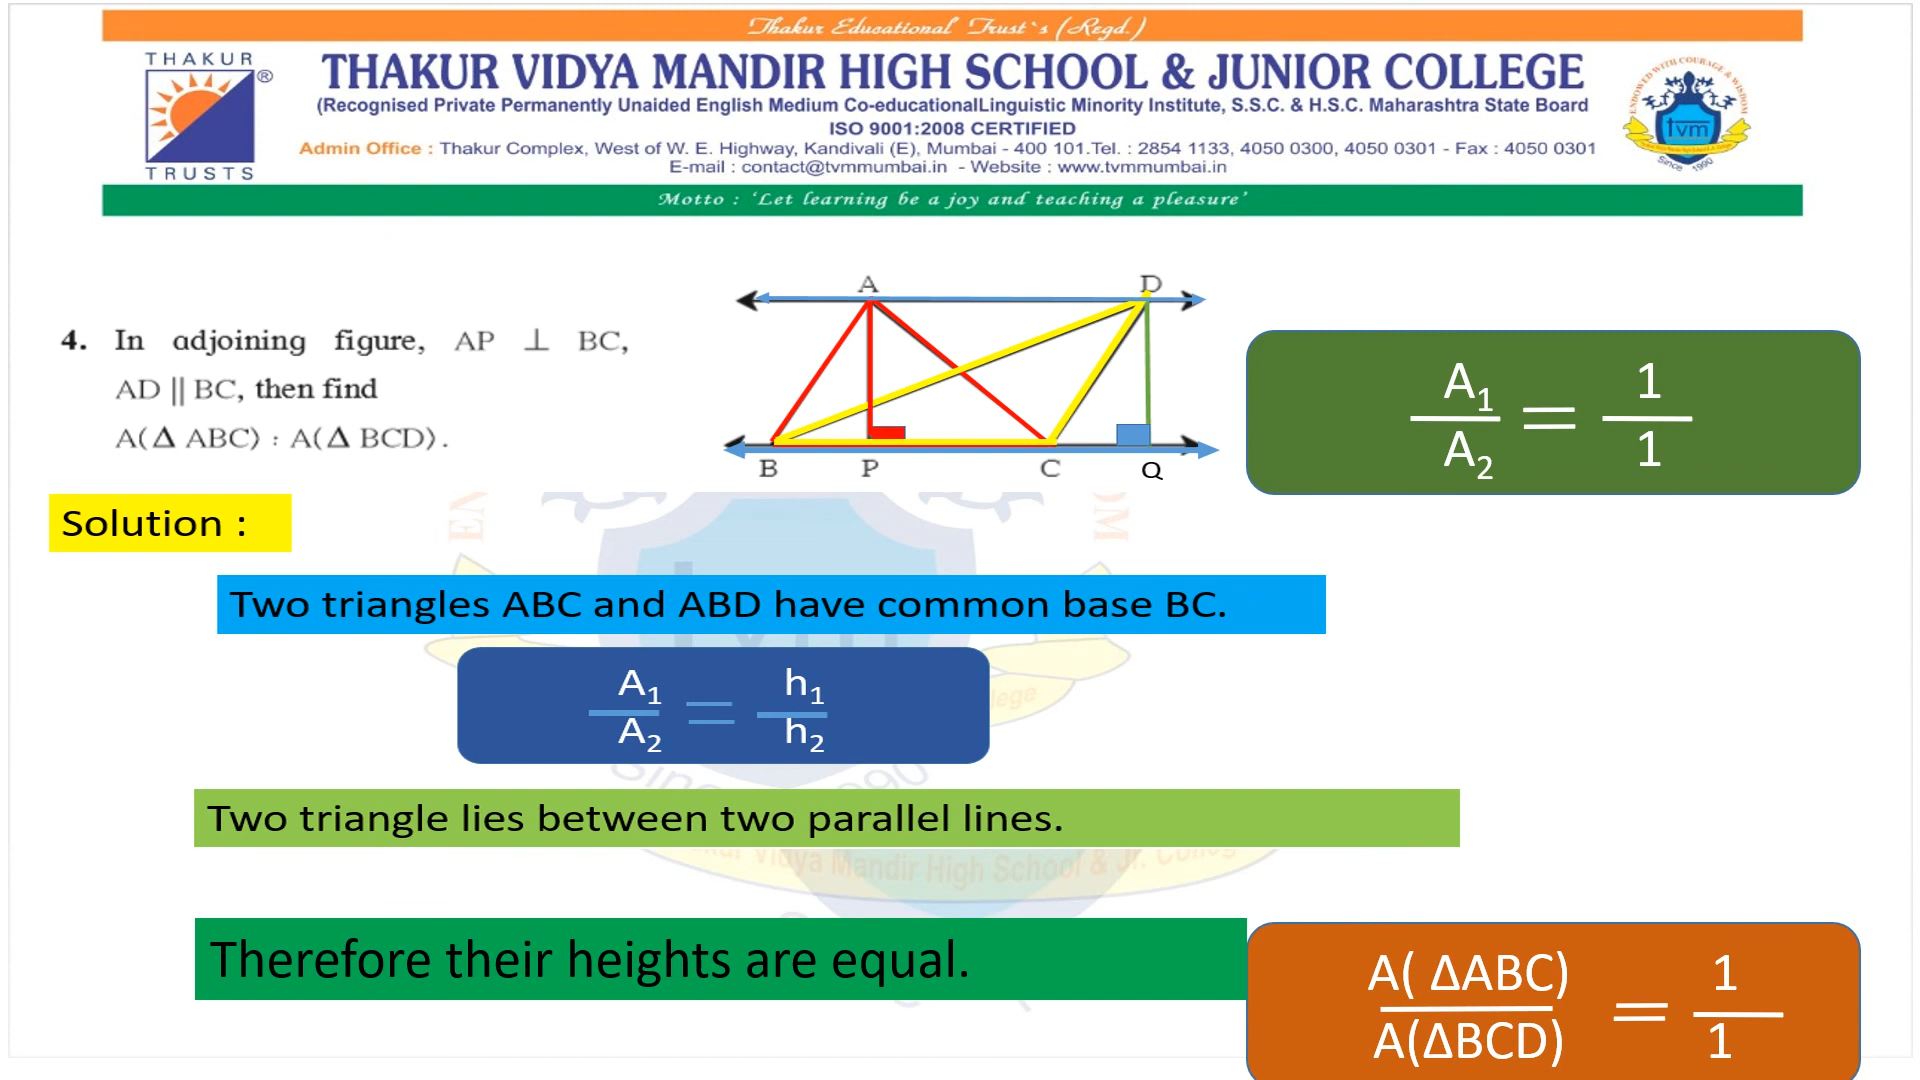 Thakur Educational Trust`s (Regd.)
THAKUR
®
TRUSTS
THAKUR VIDYA MANDIR HIGH SCHOOL & JUNIOR COLLEGE
(Recognised Private Permanently Unaided English Medium Co-educationalLinguistic Minority Institute, S.S.C. & H.S.C. Maharashtra State Board
ISO 9001:2008 CERTIFIED
Admin Office : Thakur Complex, West of W. E. Highway, Kandivali (E), Mumbai - 400 101.Tel. : 2854 1133, 4050 0300, 4050 0301 - Fax : 4050 0301
E-mail : contact@tvmmumbai.in - Website : www.tvmmumbai.in
ENDOWED WITH COURAGE & WISDOM
tvm
Since 1990
Motto : ‘Let learning be a joy and teaching a pleasure’
4. In adjoining figure, AP ⊥ BC,
AD || BC, then find
A(Δ ABC) : A(Δ BCD).
A D
B P C Q
A₁ 1
A₂ = 1
Solution :
Two triangles ABC and ABD have common base BC.
A₁ h₁
A₂ = h₂
Two triangle lies between two parallel lines.
Therefore their heights are equal.
A( ΔABC) 1
A(ΔBCD) = 1